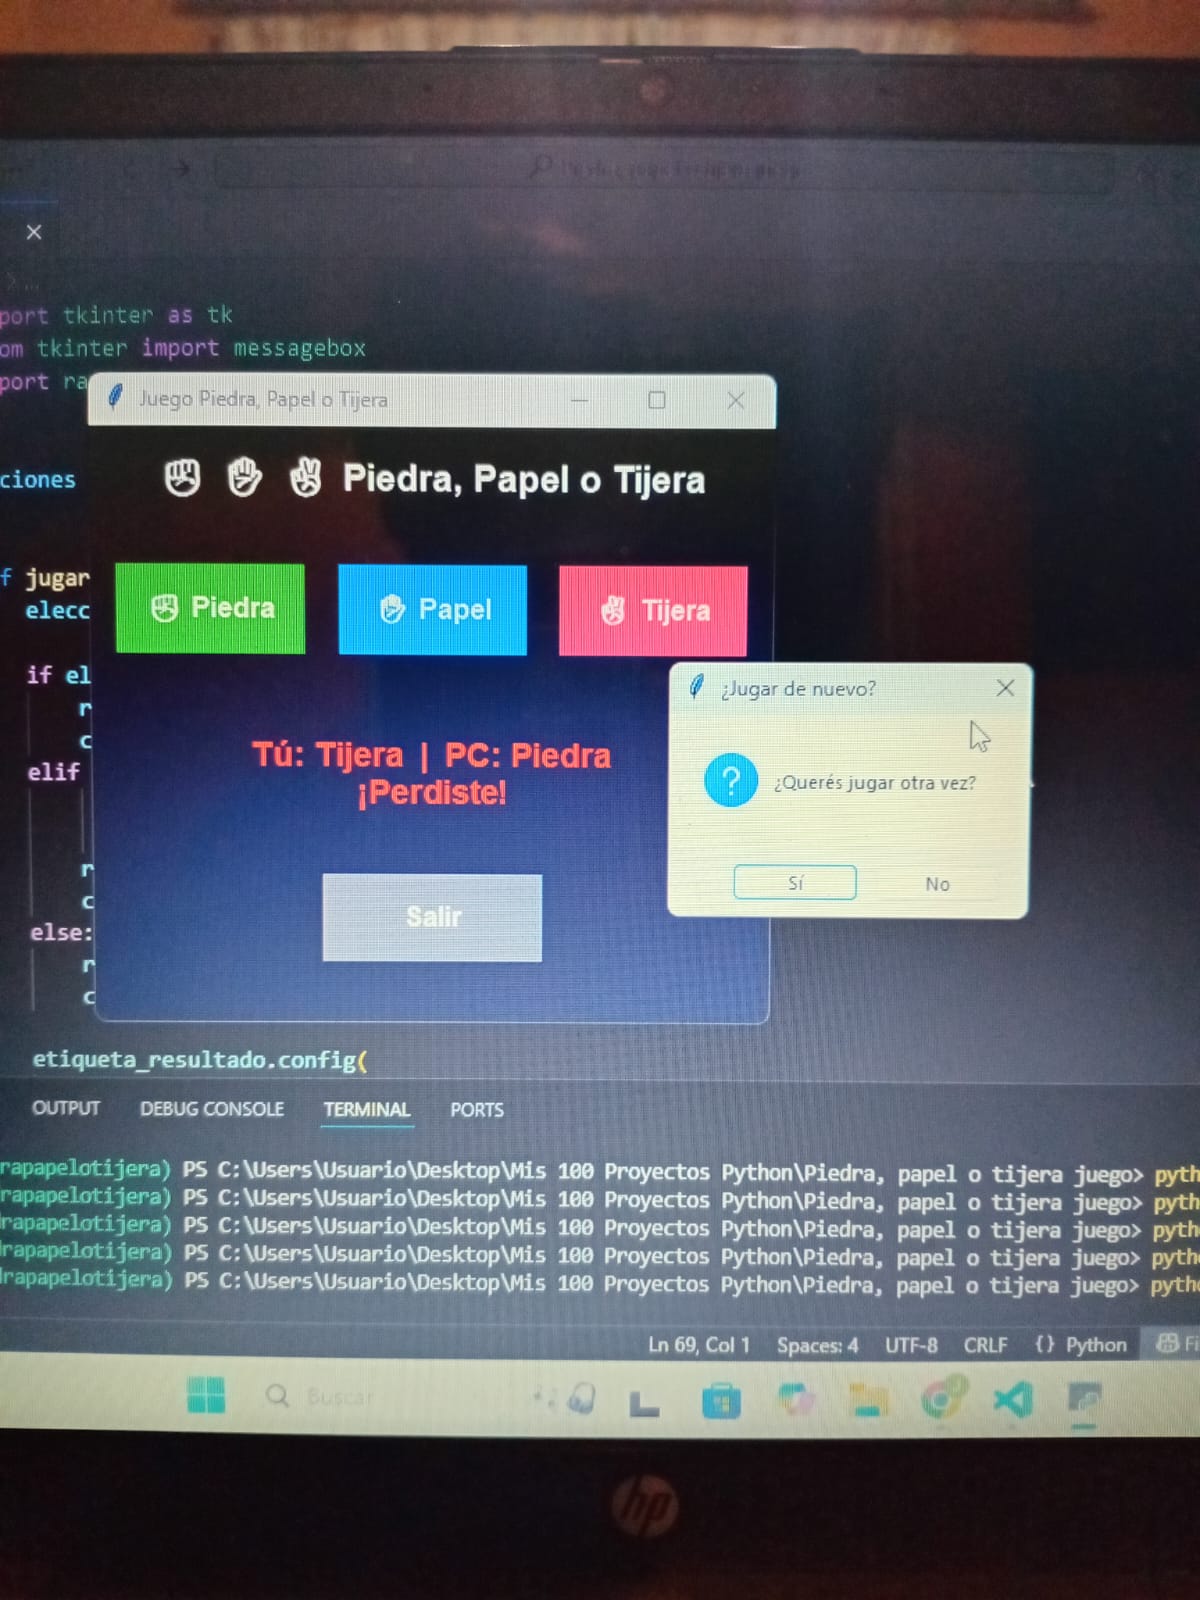 port tkinter as tk
om tkinter import messagebox
port ra
Juego Piedra, Papel o Tijera
ciones
✊ ✋ ✌ Piedra, Papel o Tijera
f jugar
elecc
✊ Piedra
✋ Papel
✌ Tijera
if el
r
c
elif
r
c
else:
r
c
Tú: Tijera | PC: Piedra
¡Perdiste!
Salir
¿Jugar de nuevo?
¿Querés jugar otra vez?
Sí
No
etiqueta_resultado.config(
OUTPUT DEBUG CONSOLE TERMINAL PORTS
rapapelotijera) PS C:\Users\Usuario\Desktop\Mis 100 Proyectos Python\Piedra, papel o tijera juego> pyth
rapapelotijera) PS C:\Users\Usuario\Desktop\Mis 100 Proyectos Python\Piedra, papel o tijera juego> pyth
rapapelotijera) PS C:\Users\Usuario\Desktop\Mis 100 Proyectos Python\Piedra, papel o tijera juego> pyth
rapapelotijera) PS C:\Users\Usuario\Desktop\Mis 100 Proyectos Python\Piedra, papel o tijera juego> pyth
rapapelotijera) PS C:\Users\Usuario\Desktop\Mis 100 Proyectos Python\Piedra, papel o tijera juego> pyth
Ln 69, Col 1 Spaces: 4 UTF-8 CRLF {} Python Fi
Buscar
hp